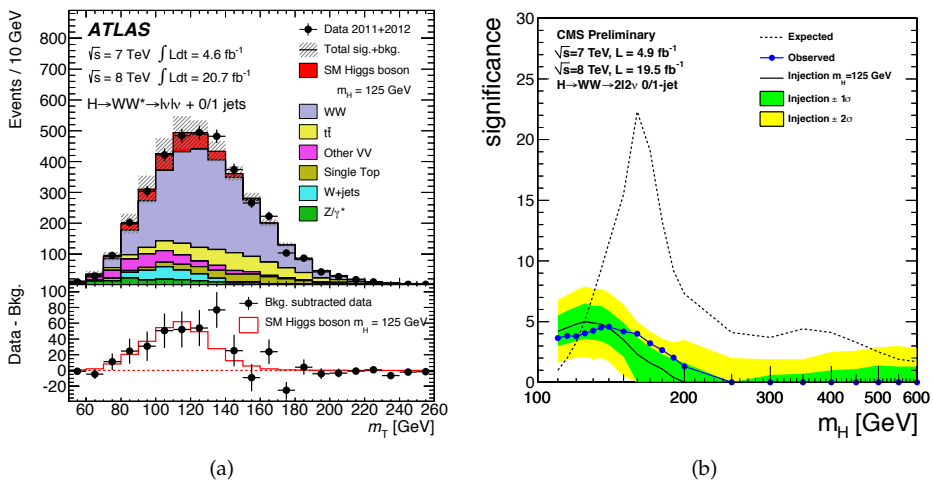 ATLAS
√s = 7 TeV ∫ Ldt = 4.6 fb⁻¹
√s = 8 TeV ∫ Ldt = 20.7 fb⁻¹
H→WW*→lνlν + 0/1 jets
Data 2011+2012
Total sig.+bkg.
SM Higgs boson
m_H = 125 GeV
WW
tt̄
Other VV
Single Top
W+jets
Z/γ*
Events / 10 GeV
800
700
600
500
400
300
200
100
Data - Bkg.
100
80
60
40
20
0
-20
Bkg. subtracted data
SM Higgs boson m_H = 125 GeV
60 80 100 120 140 160 180 200 220 240 260
m_T [GeV]
(a)
significance
30
25
20
15
10
5
0
CMS Preliminary
√s=7 TeV, L = 4.9 fb⁻¹
√s=8 TeV, L = 19.5 fb⁻¹
H→WW→2l2ν 0/1-jet
Expected
Observed
Injection m_H=125 GeV
Injection ± 1σ
Injection ± 2σ
100 200 300 400 500 600
m_H [GeV]
(b)